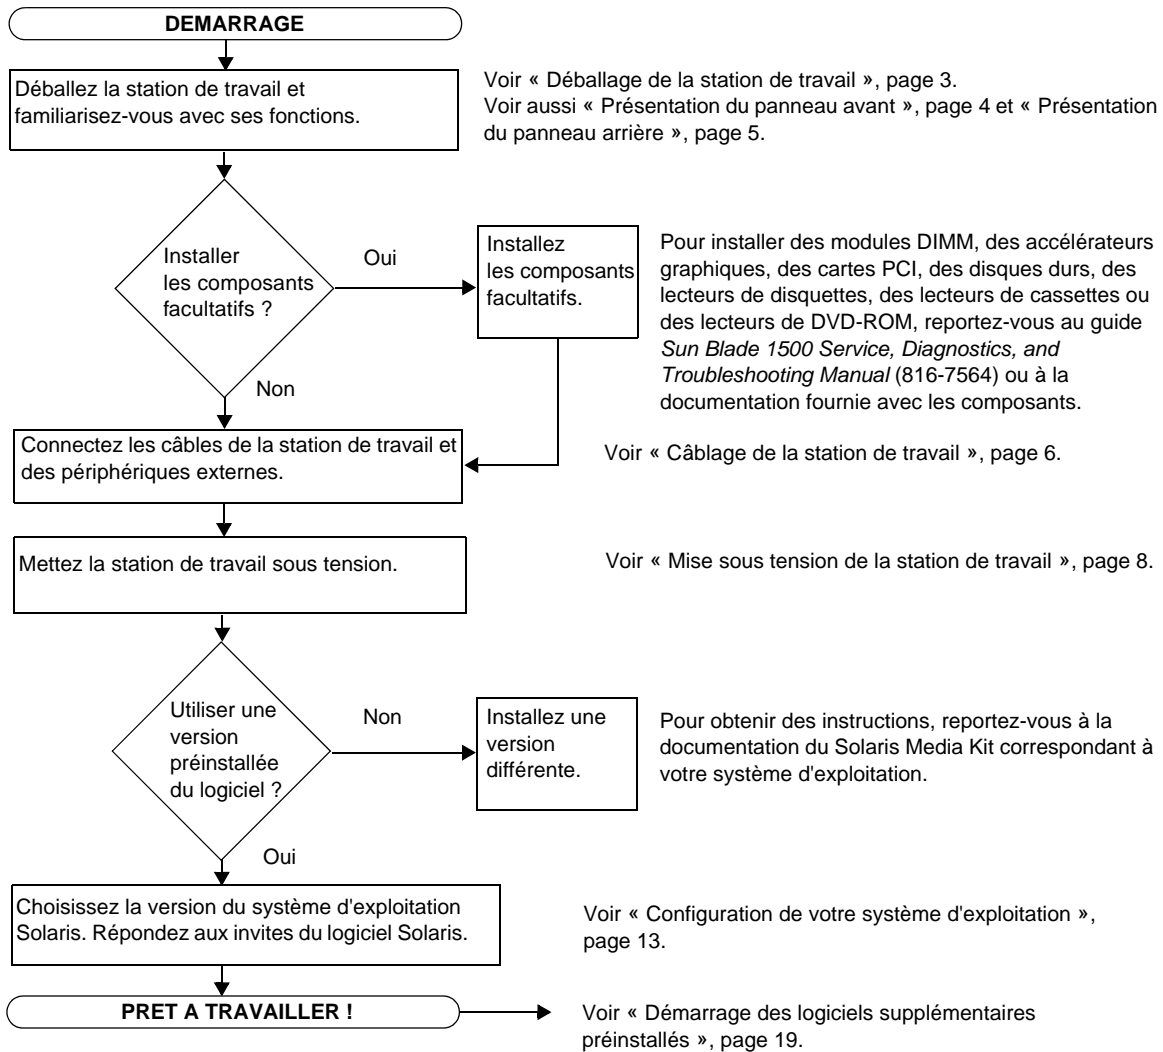 DEMARRAGE
Déballez la station de travail et
familiarisez-vous avec ses fonctions.
Voir « Déballage de la station de travail », page 3.
Voir aussi « Présentation du panneau avant », page 4 et « Présentation
du panneau arrière », page 5.
Installer
les composants
facultatifs ?
Oui
Installez
les composants
facultatifs.
Pour installer des modules DIMM, des accélérateurs
graphiques, des cartes PCI, des disques durs, des
lecteurs de disquettes, des lecteurs de cassettes ou
des lecteurs de DVD-ROM, reportez-vous au guide
Sun Blade 1500 Service, Diagnostics, and
Troubleshooting Manual (816-7564) ou à la
documentation fournie avec les composants.
Non
Connectez les câbles de la station de travail et
des périphériques externes.
Voir « Câblage de la station de travail », page 6.
Mettez la station de travail sous tension.
Voir « Mise sous tension de la station de travail », page 8.
Utiliser une
version
préinstallée
du logiciel ?
Non
Installez une
version
différente.
Pour obtenir des instructions, reportez-vous à la
documentation du Solaris Media Kit correspondant à
votre système d'exploitation.
Oui
Choisissez la version du système d'exploitation
Solaris. Répondez aux invites du logiciel Solaris.
Voir « Configuration de votre système d'exploitation »,
page 13.
PRET A TRAVAILLER !
Voir « Démarrage des logiciels supplémentaires
préinstallés », page 19.